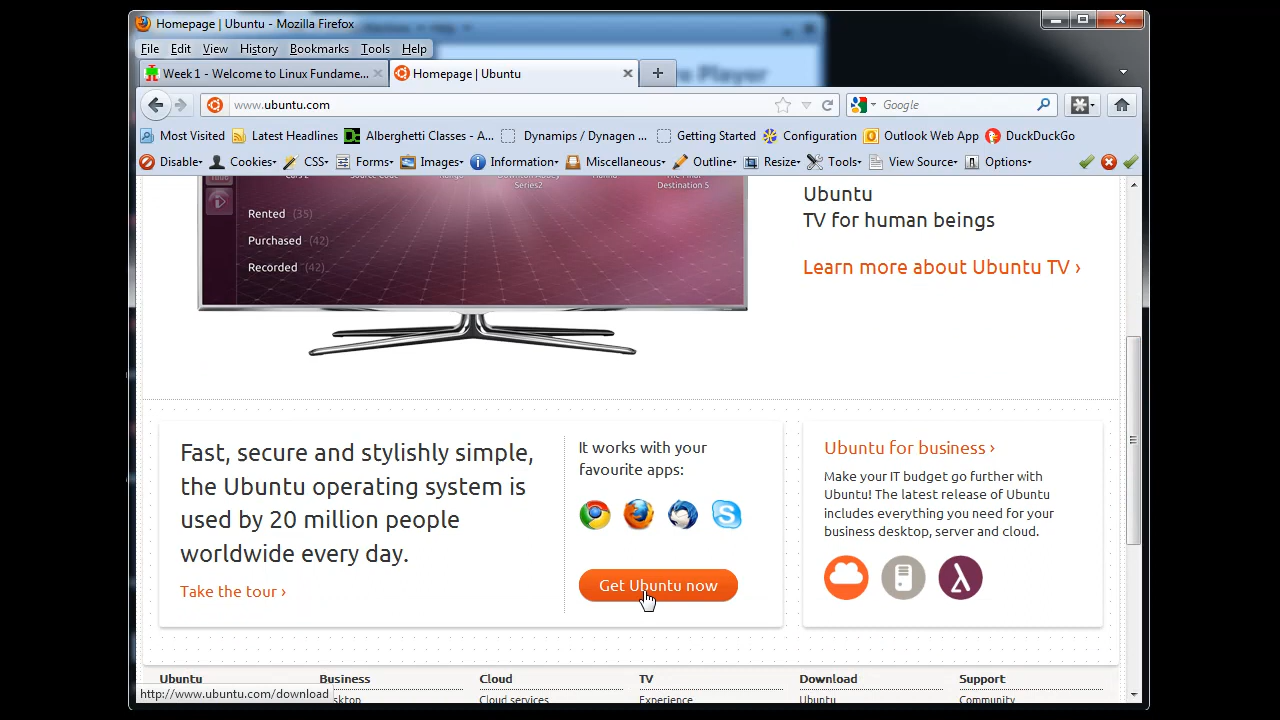 Homepage | Ubuntu - Mozilla Firefox
File Edit View History Bookmarks Tools Help
Week 1 - Welcome to Linux Fundame...
Homepage | Ubuntu
www.ubuntu.com
Google
Most Visited Latest Headlines Alberghetti Classes - A... Dynamips / Dynagen ... Getting Started Configuration Outlook Web App DuckDuckGo
Disable Cookies CSS Forms Images Information Miscellaneous Outline Resize Tools View Source Options
Series2
Destination 5
Rented (35)
Purchased (42)
Recorded (42)
Ubuntu
TV for human beings
Learn more about Ubuntu TV ›
Fast, secure and stylishly simple,
the Ubuntu operating system is
used by 20 million people
worldwide every day.
Take the tour ›
It works with your
favourite apps:
Get Ubuntu now
Ubuntu for business ›
Make your IT budget go further with
Ubuntu! The latest release of Ubuntu
includes everything you need for your
business desktop, server and cloud.
Ubuntu Business Cloud TV Download Support
Cloud services Experience Ubuntu Community
http://www.ubuntu.com/download